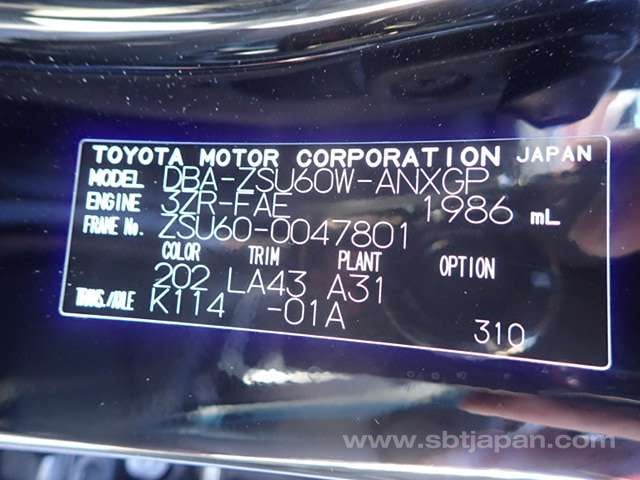 TOYOTA MOTOR CORPORATION JAPAN
MODEL DBA-ZSU60W-ANXGP
ENGINE 3ZR-FAE 1986 mL
FRAME No. ZSU60-0047801
COLOR TRIM PLANT OPTION
202 LA43 A31
TRANS./AXLE K114 -01A
310
www.sbtjapan.com